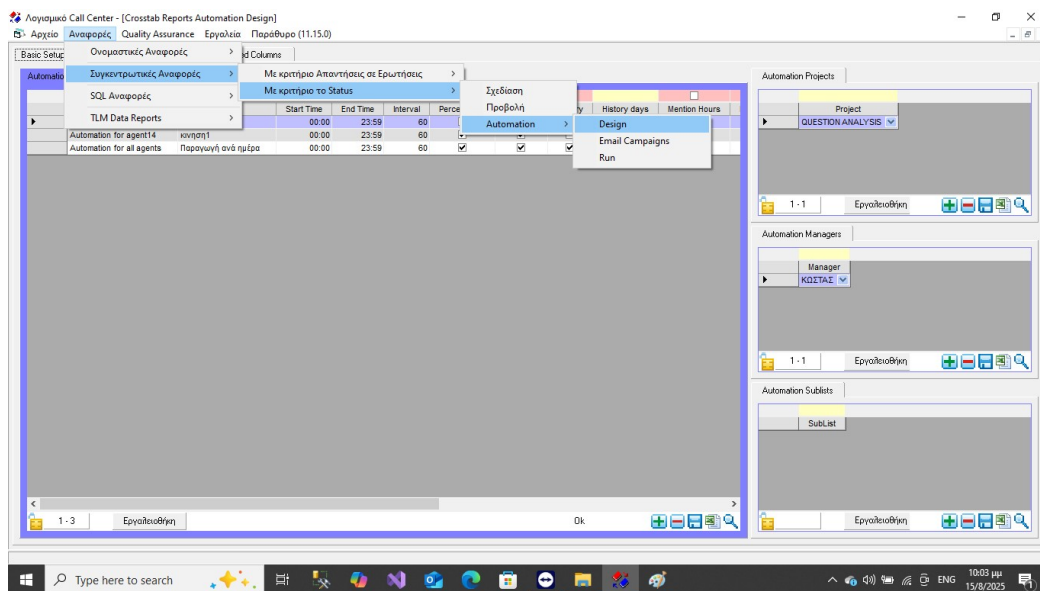 Λογισμικό Call Center - [Crosstab Reports Automation Design]
Αρχείο Αναφορές Quality Assurance Εργαλεία Παράθυρο (11.15.0)
Basic Setup
Ονομαστικές Αναφορές
Συγκεντρωτικές Αναφορές
SQL Αναφορές
TLM Data Reports
Με κριτήριο Απαντήσεις σε Ερωτήσεις
Με κριτήριο το Status
Σχεδίαση
Προβολή
Automation
Design
Email Campaigns
Run
Start Time End Time Interval History days Mention Hours
00:00 23:59 60
Automation for agent14 κινηση1 00:00 23:59 60
Automation for all agents Παραγωγή ανά ημέρα 00:00 23:59 60
1 - 3 Εργαλειοθήκη Ok
Automation Projects
Project
QUESTION ANALYSIS
1 - 1 Εργαλειοθήκη
Automation Managers
Manager
ΚΩΣΤΑΣ
1 - 1 Εργαλειοθήκη
Automation Sublists
SubList
Εργαλειοθήκη
Type here to search
ENG
10:03 μμ
15/8/2025